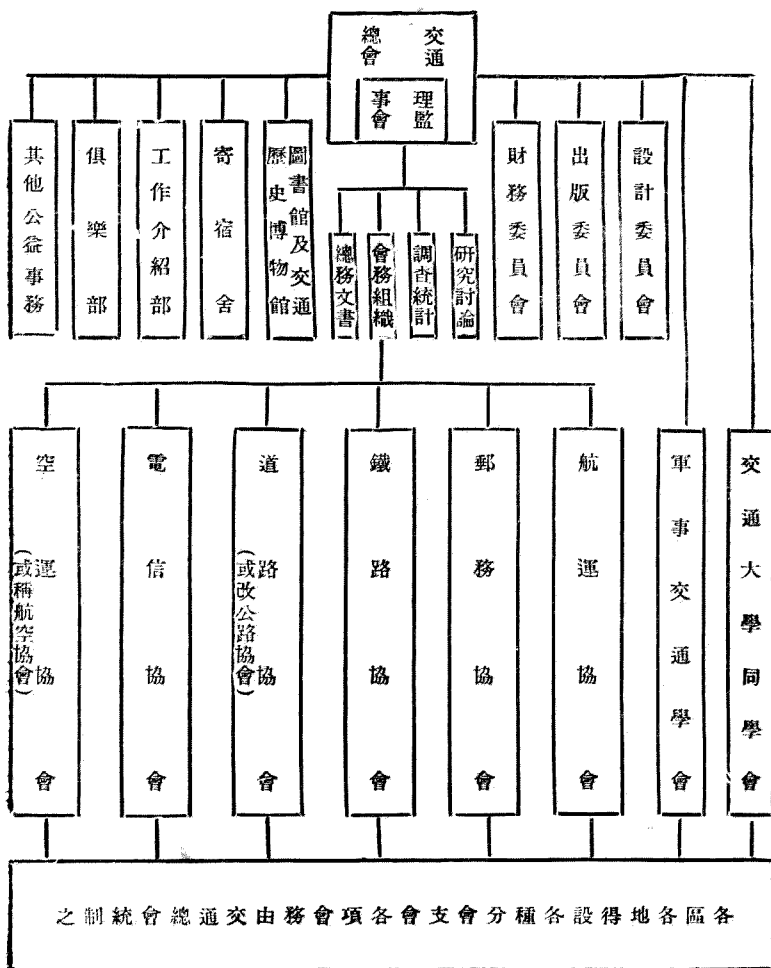 交通總會
理監事會
設計委員會
出版委員會
財務委員會
圖書館及交通歷史博物館
寄宿舍
工作介紹部
俱樂部
其他公益事務
研究討論
調查統計
會務組織
總務文書
交通大學同學會
軍事交通學會
航運協會
郵務協會
鐵路協會
道路協會
(或改公路協會)
電信協會
空運協會
(或稱航空協會)
各區各地得設各種分會支會各項會務由交通總會統制之